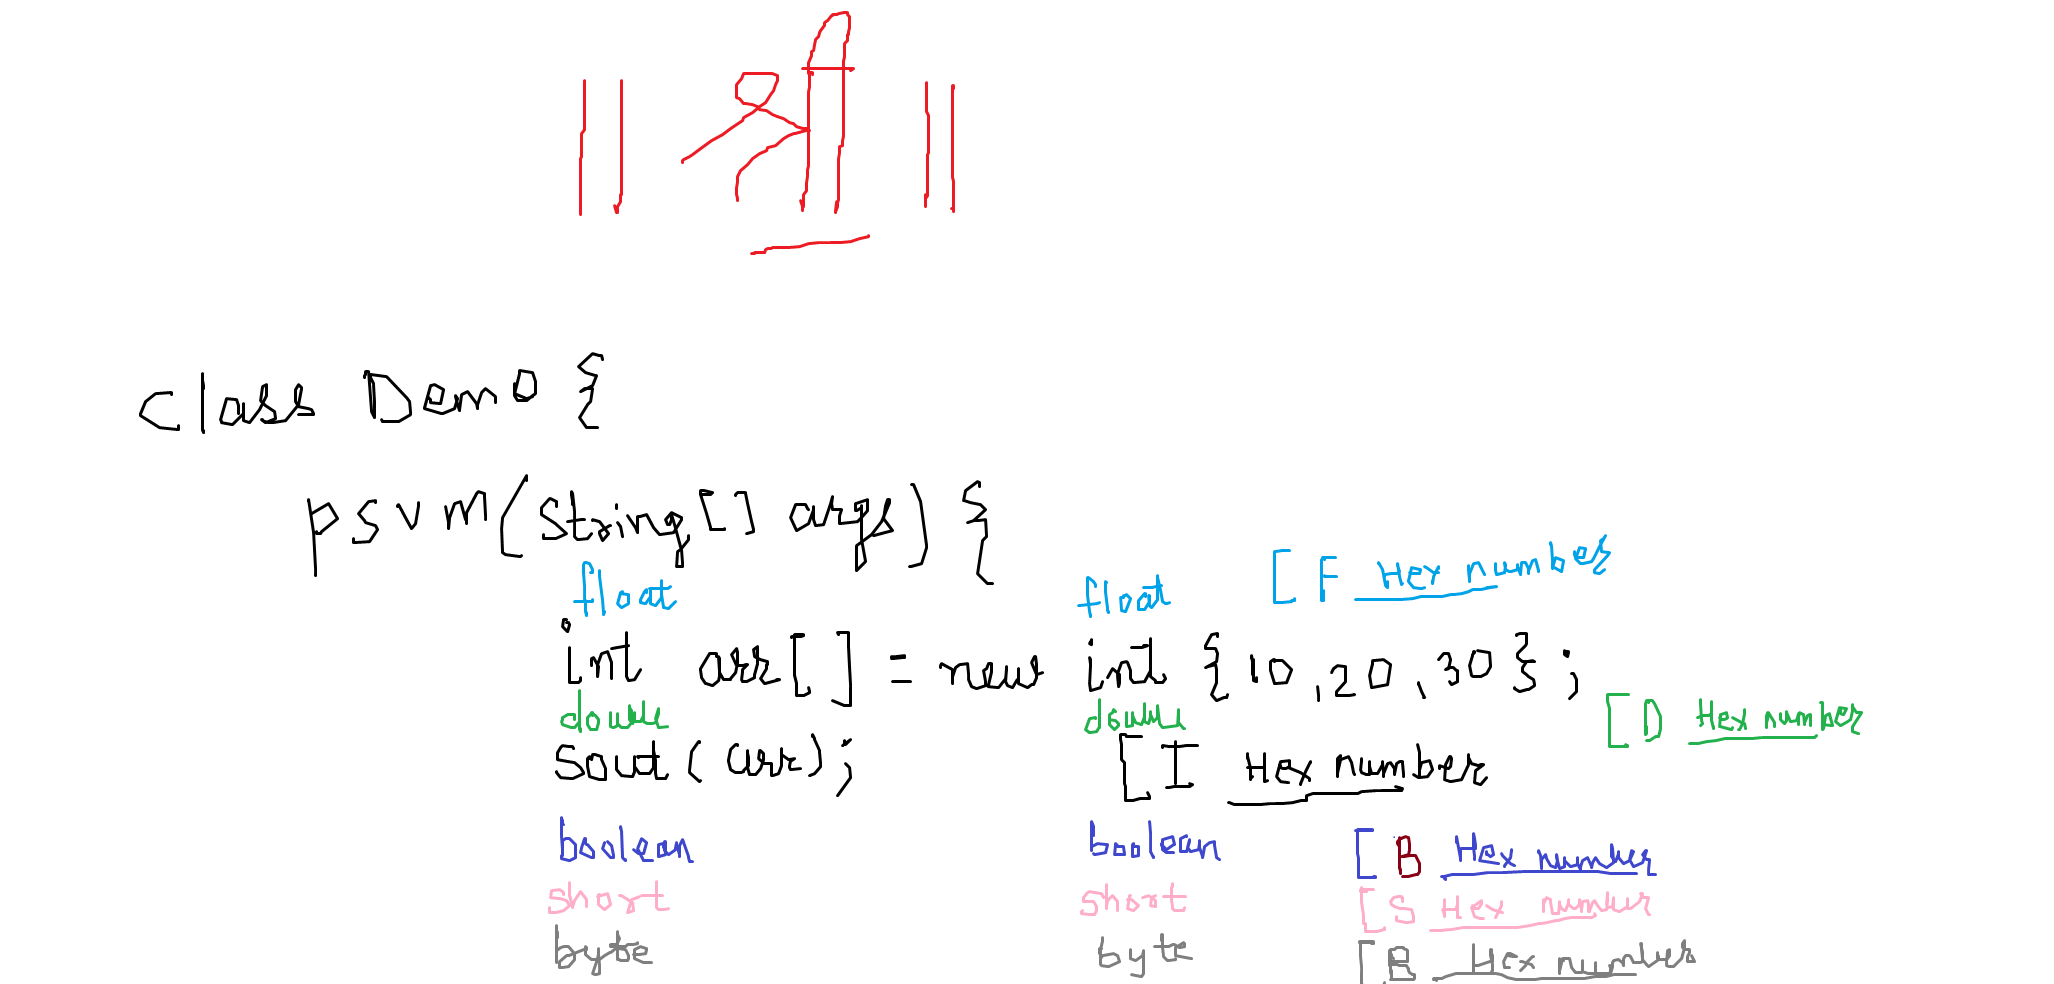 || श्री ||
class Demo {
psvm(String[] args) {
float float [F Hex number
int arr[] = new int {10,20,30};
double double [D Hex number
Sout(arr); [I Hex number
boolean boolean [B Hex number
short short [S Hex number
byte byte [B Hex number